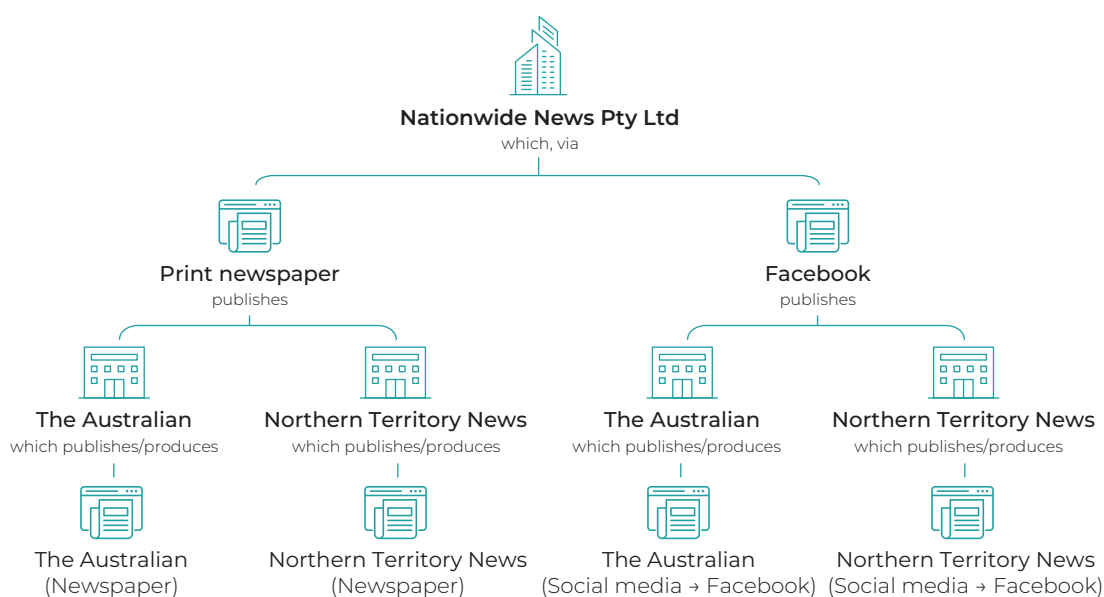 Nationwide News Pty Ltd
which, via
Print newspaper
publishes
Facebook
publishes
The Australian
which publishes/produces
Northern Territory News
which publishes/produces
The Australian
which publishes/produces
Northern Territory News
which publishes/produces
The Australian
(Newspaper)
Northern Territory News
(Newspaper)
The Australian
(Social media → Facebook)
Northern Territory News
(Social media → Facebook)